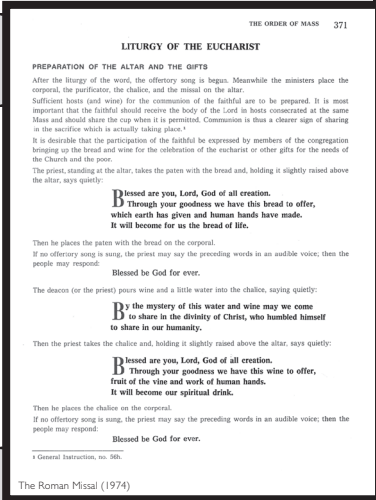 THE ORDER OF MASS 371
LITURGY OF THE EUCHARIST
PREPARATION OF THE ALTAR AND THE GIFTS
After the liturgy of the word, the offertory song is begun. Meanwhile the ministers place the
corporal, the purificator, the chalice, and the missal on the altar.
Sufficient hosts (and wine) for the communion of the faithful are to be prepared. It is most
important that the faithful should receive the body of the Lord in hosts consecrated at the same
Mass and should share the cup when it is permitted. Communion is thus a clearer sign of sharing
in the sacrifice which is actually taking place.⁸
It is desirable that the participation of the faithful be expressed by members of the congregation
bringing up the bread and wine for the celebration of the eucharist or other gifts for the needs of
the Church and the poor.
The priest, standing at the altar, takes the paten with the bread and, holding it slightly raised above
the altar, says quietly:
Blessed are you, Lord, God of all creation.
Through your goodness we have this bread to offer,
which earth has given and human hands have made.
It will become for us the bread of life.
Then he places the paten with the bread on the corporal.
If no offertory song is sung, the priest may say the preceding words in an audible voice; then the
people may respond:
Blessed be God for ever.
The deacon (or the priest) pours wine and a little water into the chalice, saying quietly:
By the mystery of this water and wine may we come
to share in the divinity of Christ, who humbled himself
to share in our humanity.
Then the priest takes the chalice and, holding it slightly raised above the altar, says quietly:
Blessed are you, Lord, God of all creation.
Through your goodness we have this wine to offer,
fruit of the vine and work of human hands.
It will become our spiritual drink.
Then he places the chalice on the corporal.
If no offertory song is sung, the priest may say the preceding words in an audible voice; then the
people may respond:
Blessed be God for ever.
⁸ General Instruction, no. 56h.
The Roman Missal (1974)